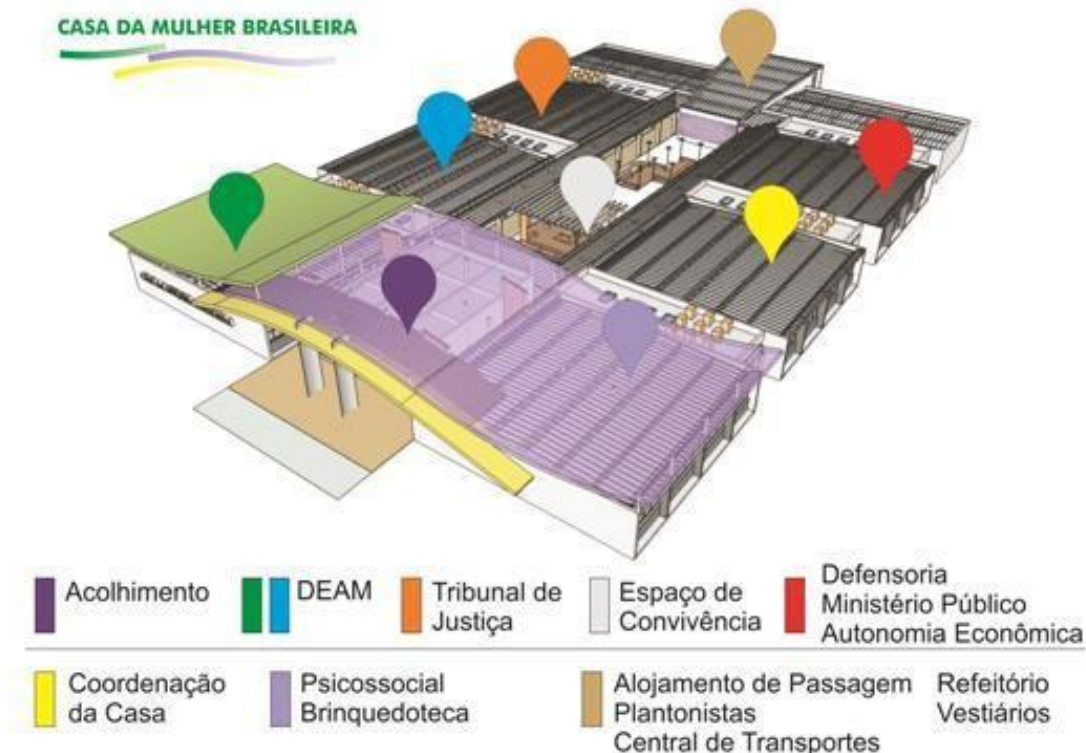 CASA DA MULHER BRASILEIRA
Acolhimento
DEAM
Tribunal de
Justiça
Espaço de
Convivência
Defensoria
Ministério Público
Autonomia Econômica
Coordenação
da Casa
Psicossocial
Brinquedoteca
Alojamento de Passagem
Plantonistas
Central de Transportes
Refeitório
Vestiários